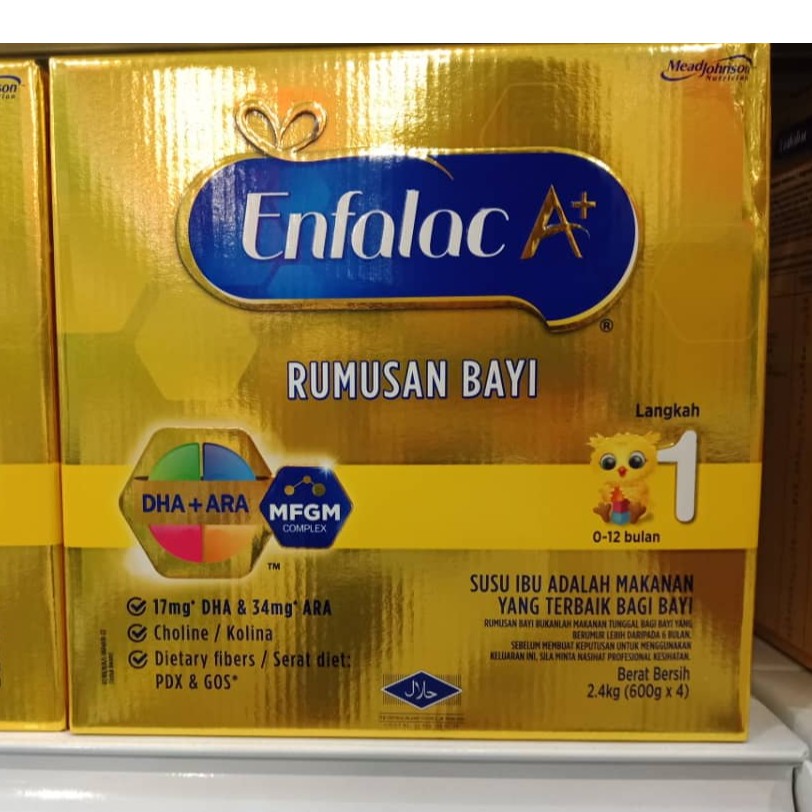 MeadJohnson
Nutrition
Enfalac A+
®
RUMUSAN BAYI
Langkah
1
0-12 bulan
DHA + ARA
MFGM
COMPLEX
TM
17mg* DHA & 34mg* ARA
Choline / Kolina
Dietary fibers / Serat diet:
PDX & GOS*
SUSU IBU ADALAH MAKANAN
YANG TERBAIK BAGI BAYI
RUMUSAN BAYI BUKANLAH MAKANAN TUNGGAL BAGI BAYI YANG
BERUMUR LEBIH DARIPADA 6 BULAN.
SEBELUM MEMBUAT KEPUTUSAN UNTUK MENGGUNAKAN
KELUARAN INI, SILA MINTA NASIHAT PROFESIONAL KESIHATAN.
Berat Bersih
2.4kg (600g x 4)
حلال